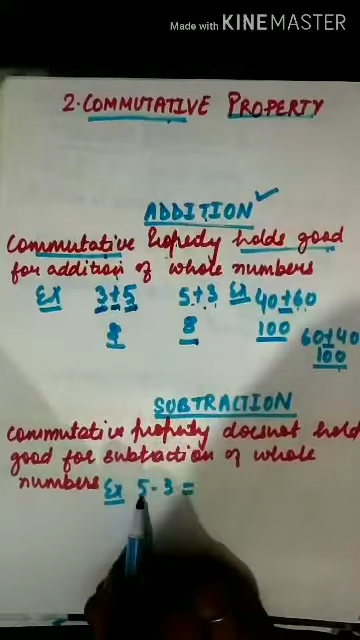 Made with KINEMASTER
2. COMMUTATIVE PROPERTY
ADDITION ✓
Commutative property holds good
for addition of whole numbers
Ex 3+5 5+3 Ex 40+60
8 8 100 60+40
100
SUBTRACTION
Commutative property doesnot hold
good for subtraction of whole
numbers Ex 5-3 =